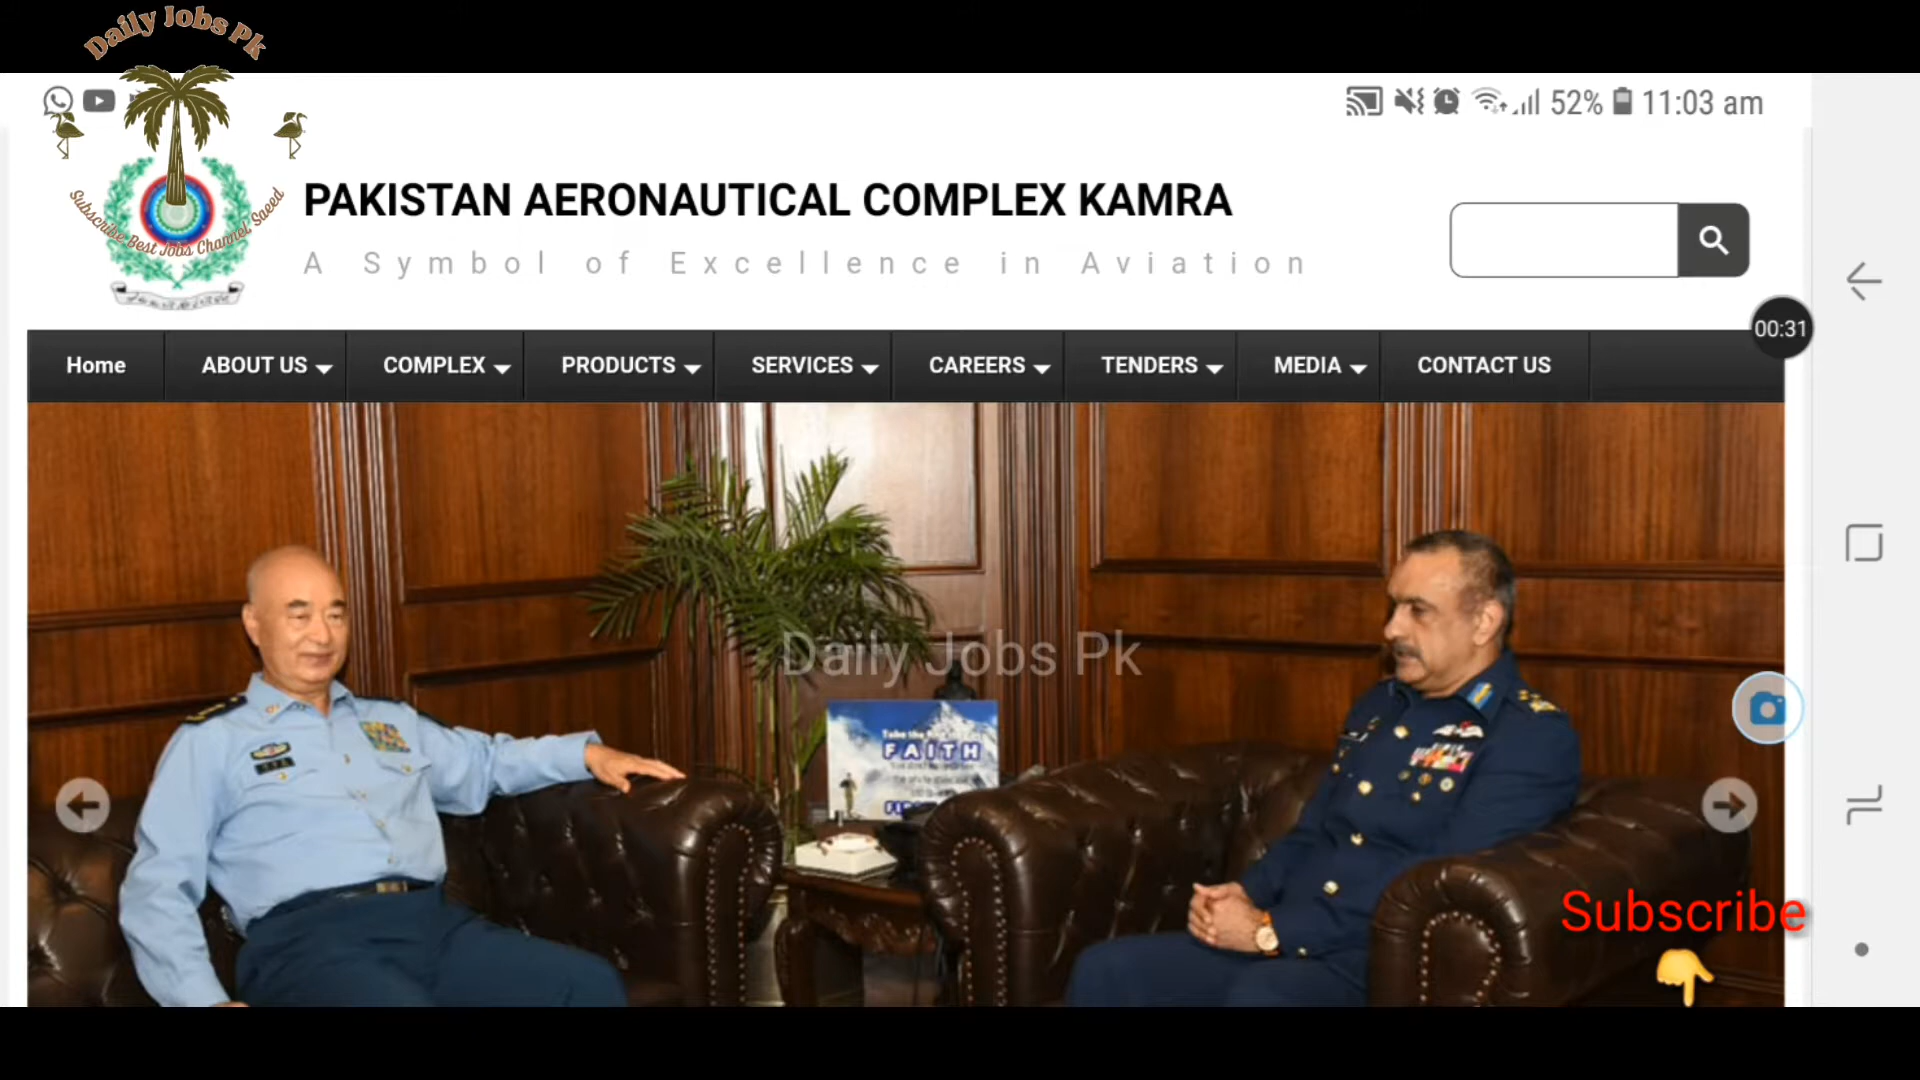 Daily Jobs Pk
52% 11:03 am
Subscribe Best Jobs Channel, Saeed
PAKISTAN AERONAUTICAL COMPLEX KAMRA
A Symbol of Excellence in Aviation
00:31
Home ABOUT US COMPLEX PRODUCTS SERVICES CAREERS TENDERS MEDIA CONTACT US
Daily Jobs Pk
Take the
FAITH
Subscribe